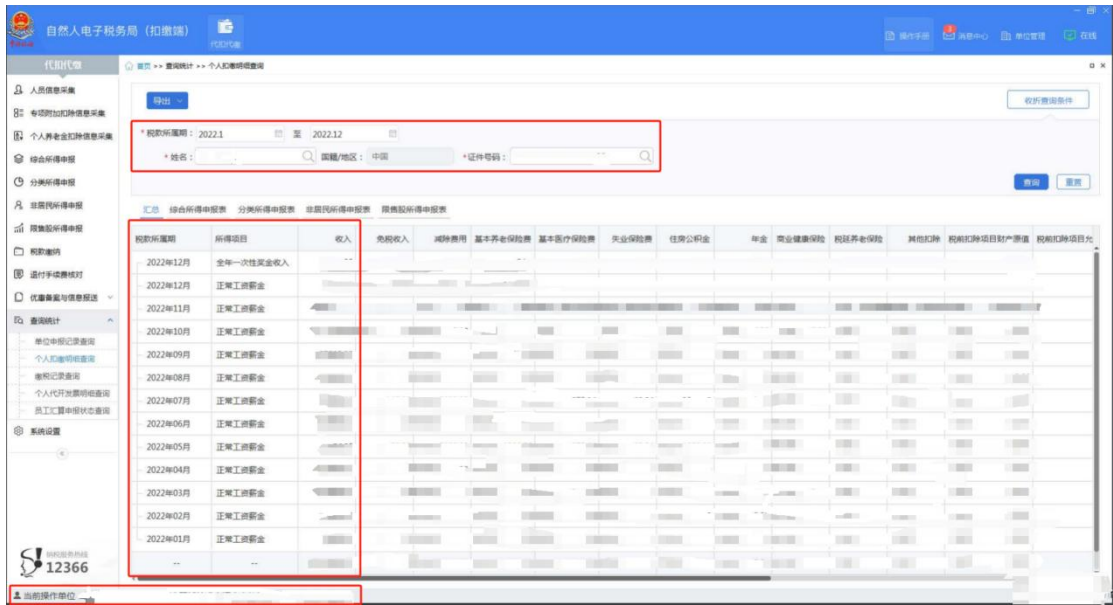 自然人电子税务局（扣缴端）
代扣代缴
操作手册 3 消息中心 单位管理 在线
代扣代缴
首页 >> 查询统计 >> 个人扣缴明细查询
人员信息采集
专项附加扣除信息采集
个人养老金扣除信息采集
综合所得申报
分类所得申报
非居民所得申报
限售股所得申报
税款缴纳
退付手续费核对
优惠备案与信息报送
查询统计
单位申报记录查询
个人扣缴明细查询
缴税记录查询
个人代开发票明细查询
员工汇算申报状态查询
系统设置
纳税服务热线
12366
当前操作单位
导出
收折查询条件
*税款所属期： 2022.1 至 2022.12
*姓名： 国籍/地区： 中国 *证件号码：
查询 重置
汇总 综合所得申报表 分类所得申报表 非居民所得申报表 限售股所得申报表
税款所属期 所得项目 收入 免税收入 减除费用 基本养老保险费 基本医疗保险费 失业保险费 住房公积金 年金 商业健康保险 税延养老保险 其他扣除 税前扣除项目财产原值 税前扣除项目允
2022年12月 全年一次性奖金收入
2022年12月 正常工资薪金
2022年11月 正常工资薪金
2022年10月 正常工资薪金
2022年09月 正常工资薪金
2022年08月 正常工资薪金
2022年07月 正常工资薪金
2022年06月 正常工资薪金
2022年05月 正常工资薪金
2022年04月 正常工资薪金
2022年03月 正常工资薪金
2022年02月 正常工资薪金
2022年01月 正常工资薪金
-- --